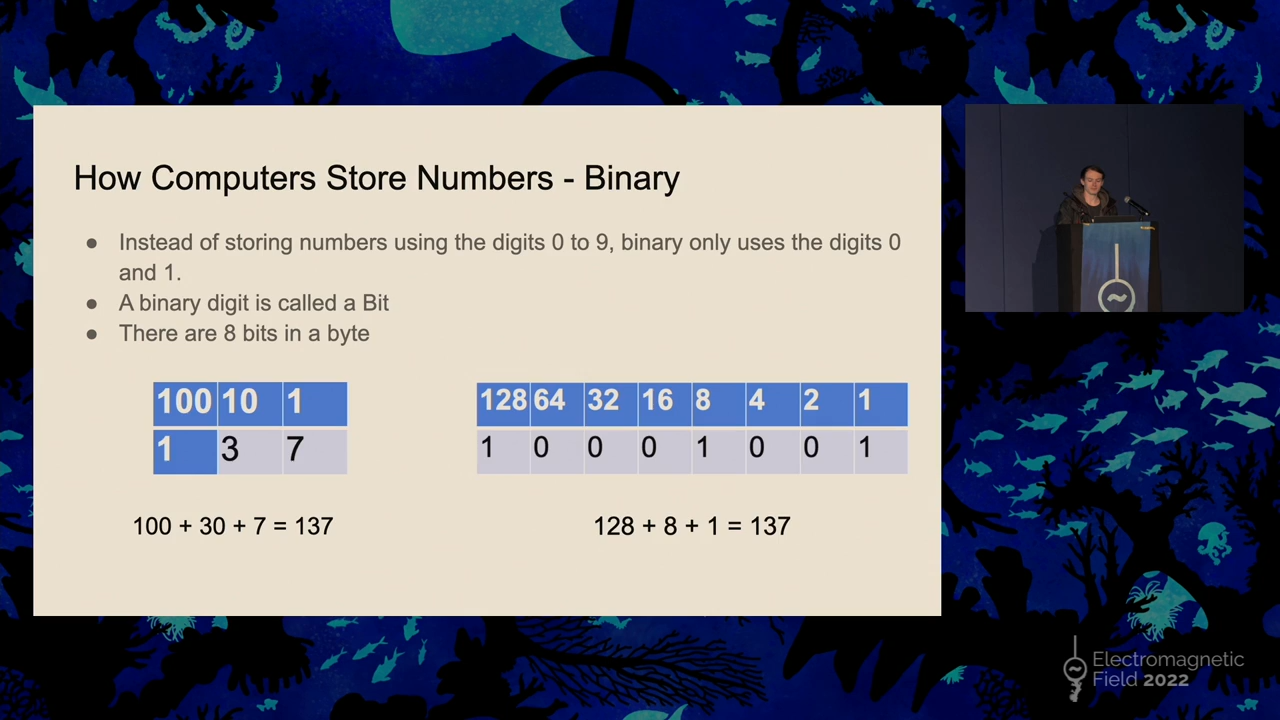 How Computers Store Numbers - Binary
● Instead of storing numbers using the digits 0 to 9, binary only uses the digits 0
and 1.
● A binary digit is called a Bit
● There are 8 bits in a byte
100 10 1
1 3 7
100 + 30 + 7 = 137
128 64 32 16 8 4 2 1
1 0 0 0 1 0 0 1
128 + 8 + 1 = 137
Electromagnetic
Field 2022